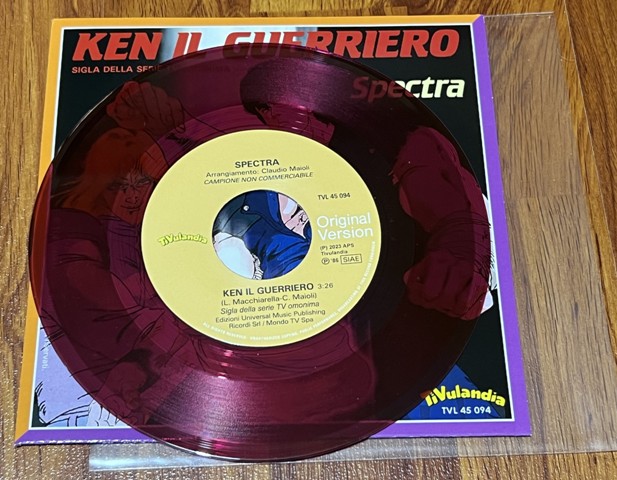 KEN IL GUERRIERO
SIGLA DELLA SERIE
Spectra
SPECTRA
Arrangiamento: Claudio Maioli
CAMPIONE NON COMMERCIABILE
TVL 45 094
TiVulandia
Original
Version
(P) 2023 APS
Tivulandia
(P) '86 SIAE
KEN IL GUERRIERO 3:26
(L. Macchiarella-C. Maioli)
Sigla della serie TV omonima
Edizioni Universal Music Publishing
Ricordi Srl / Mondo TV Spa
TiVulandia
TVL 45 094